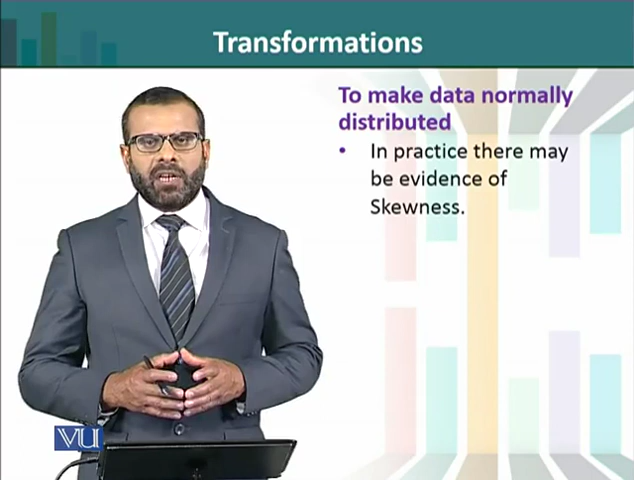 Transformations
To make data normally
distributed
• In practice there may
be evidence of
Skewness.
VU